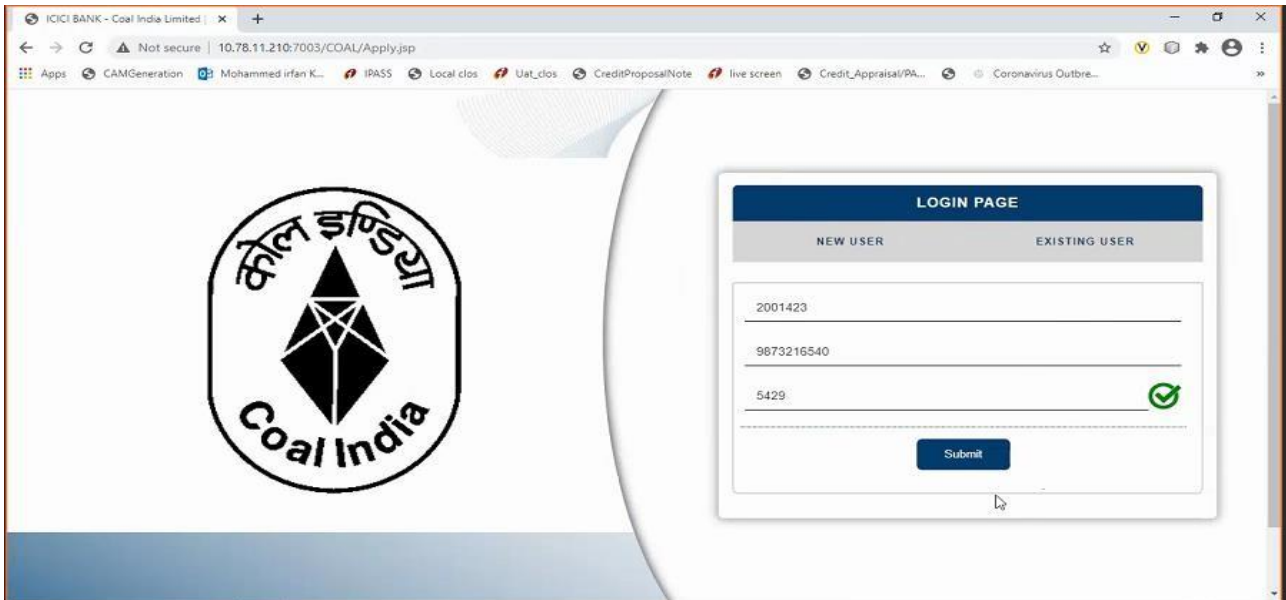 ICICI BANK - Coal India Limited |
Not secure | 10.78.11.210:7003/COAL/Apply.jsp
Apps CAMGeneration Mohammed irfan K... IPASS Local clos Uat_clos CreditProposalNote live screen Credit_Appraisal/PA... Coronavirus Outbre...
कोल इण्डिया
Coal India
LOGIN PAGE
NEW USER EXISTING USER
2001423
9873216540
5429
Submit